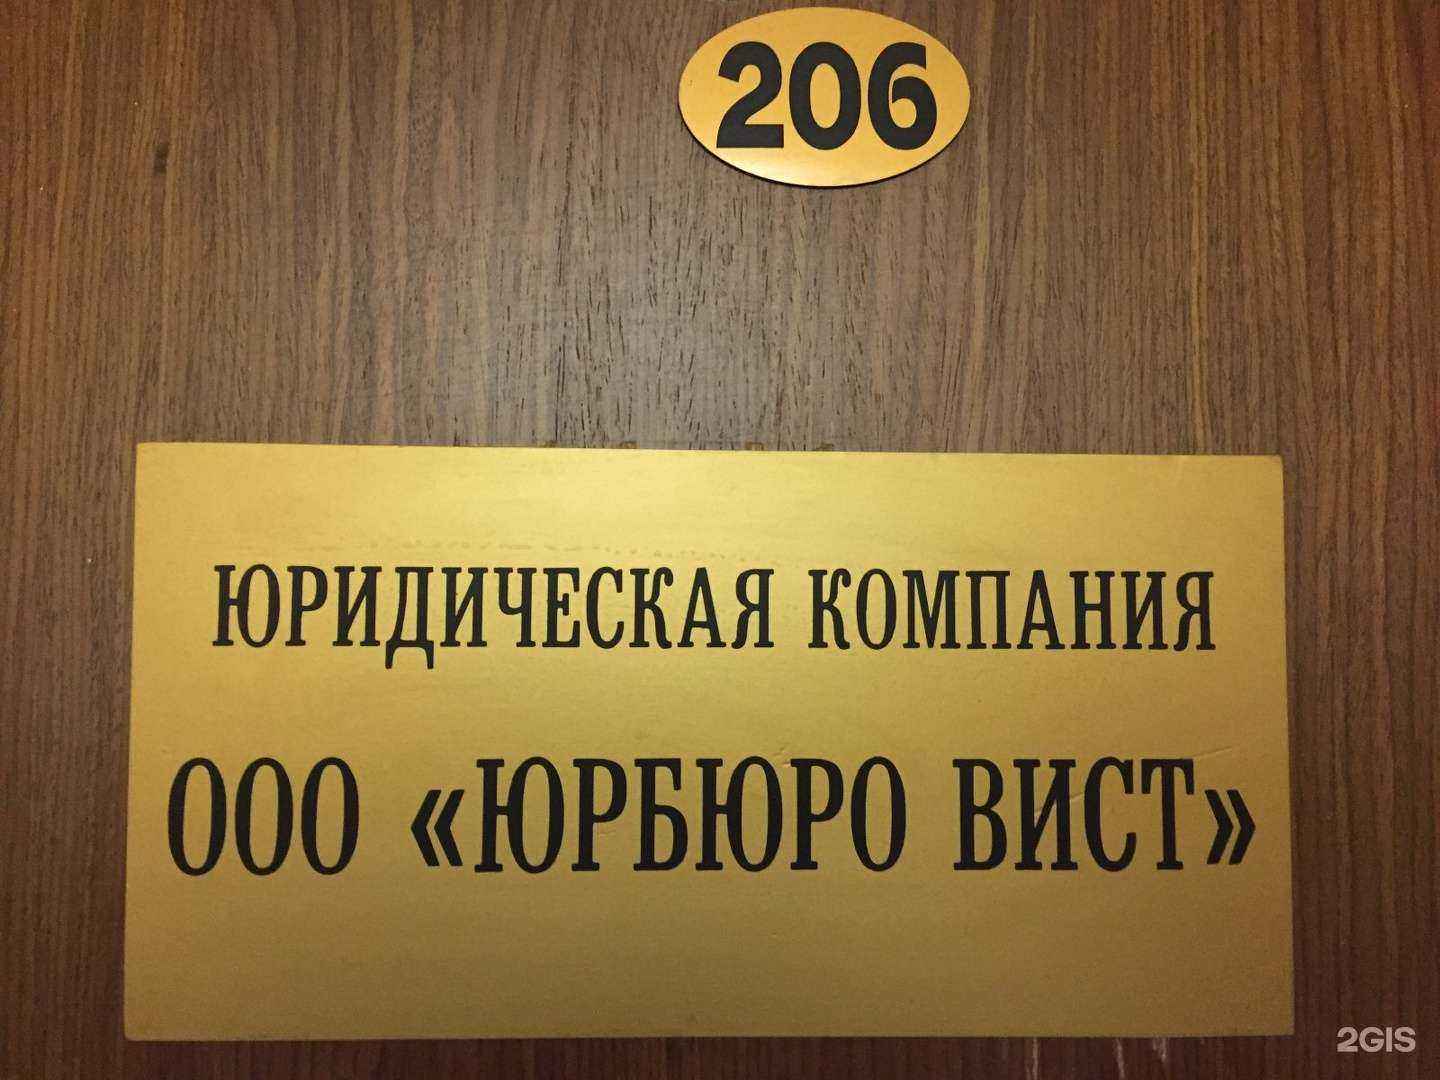 206
ЮРИДИЧЕСКАЯ КОМПАНИЯ
ООО «ЮРБЮРО ВИСТ»
2GIS